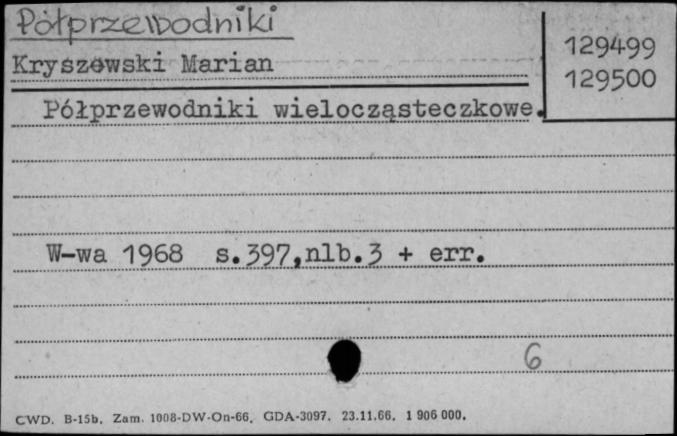 Półprzewodniki
129499
Kryszewski Marian
129500
Półprzewodniki wielocząsteczkowe.
W-wa 1968 s.397,nlb.3 + err.
6
CWD. B-15b. Zam. 1008-DW-On-66. GDA-3097. 23.11.66. 1 906 000.